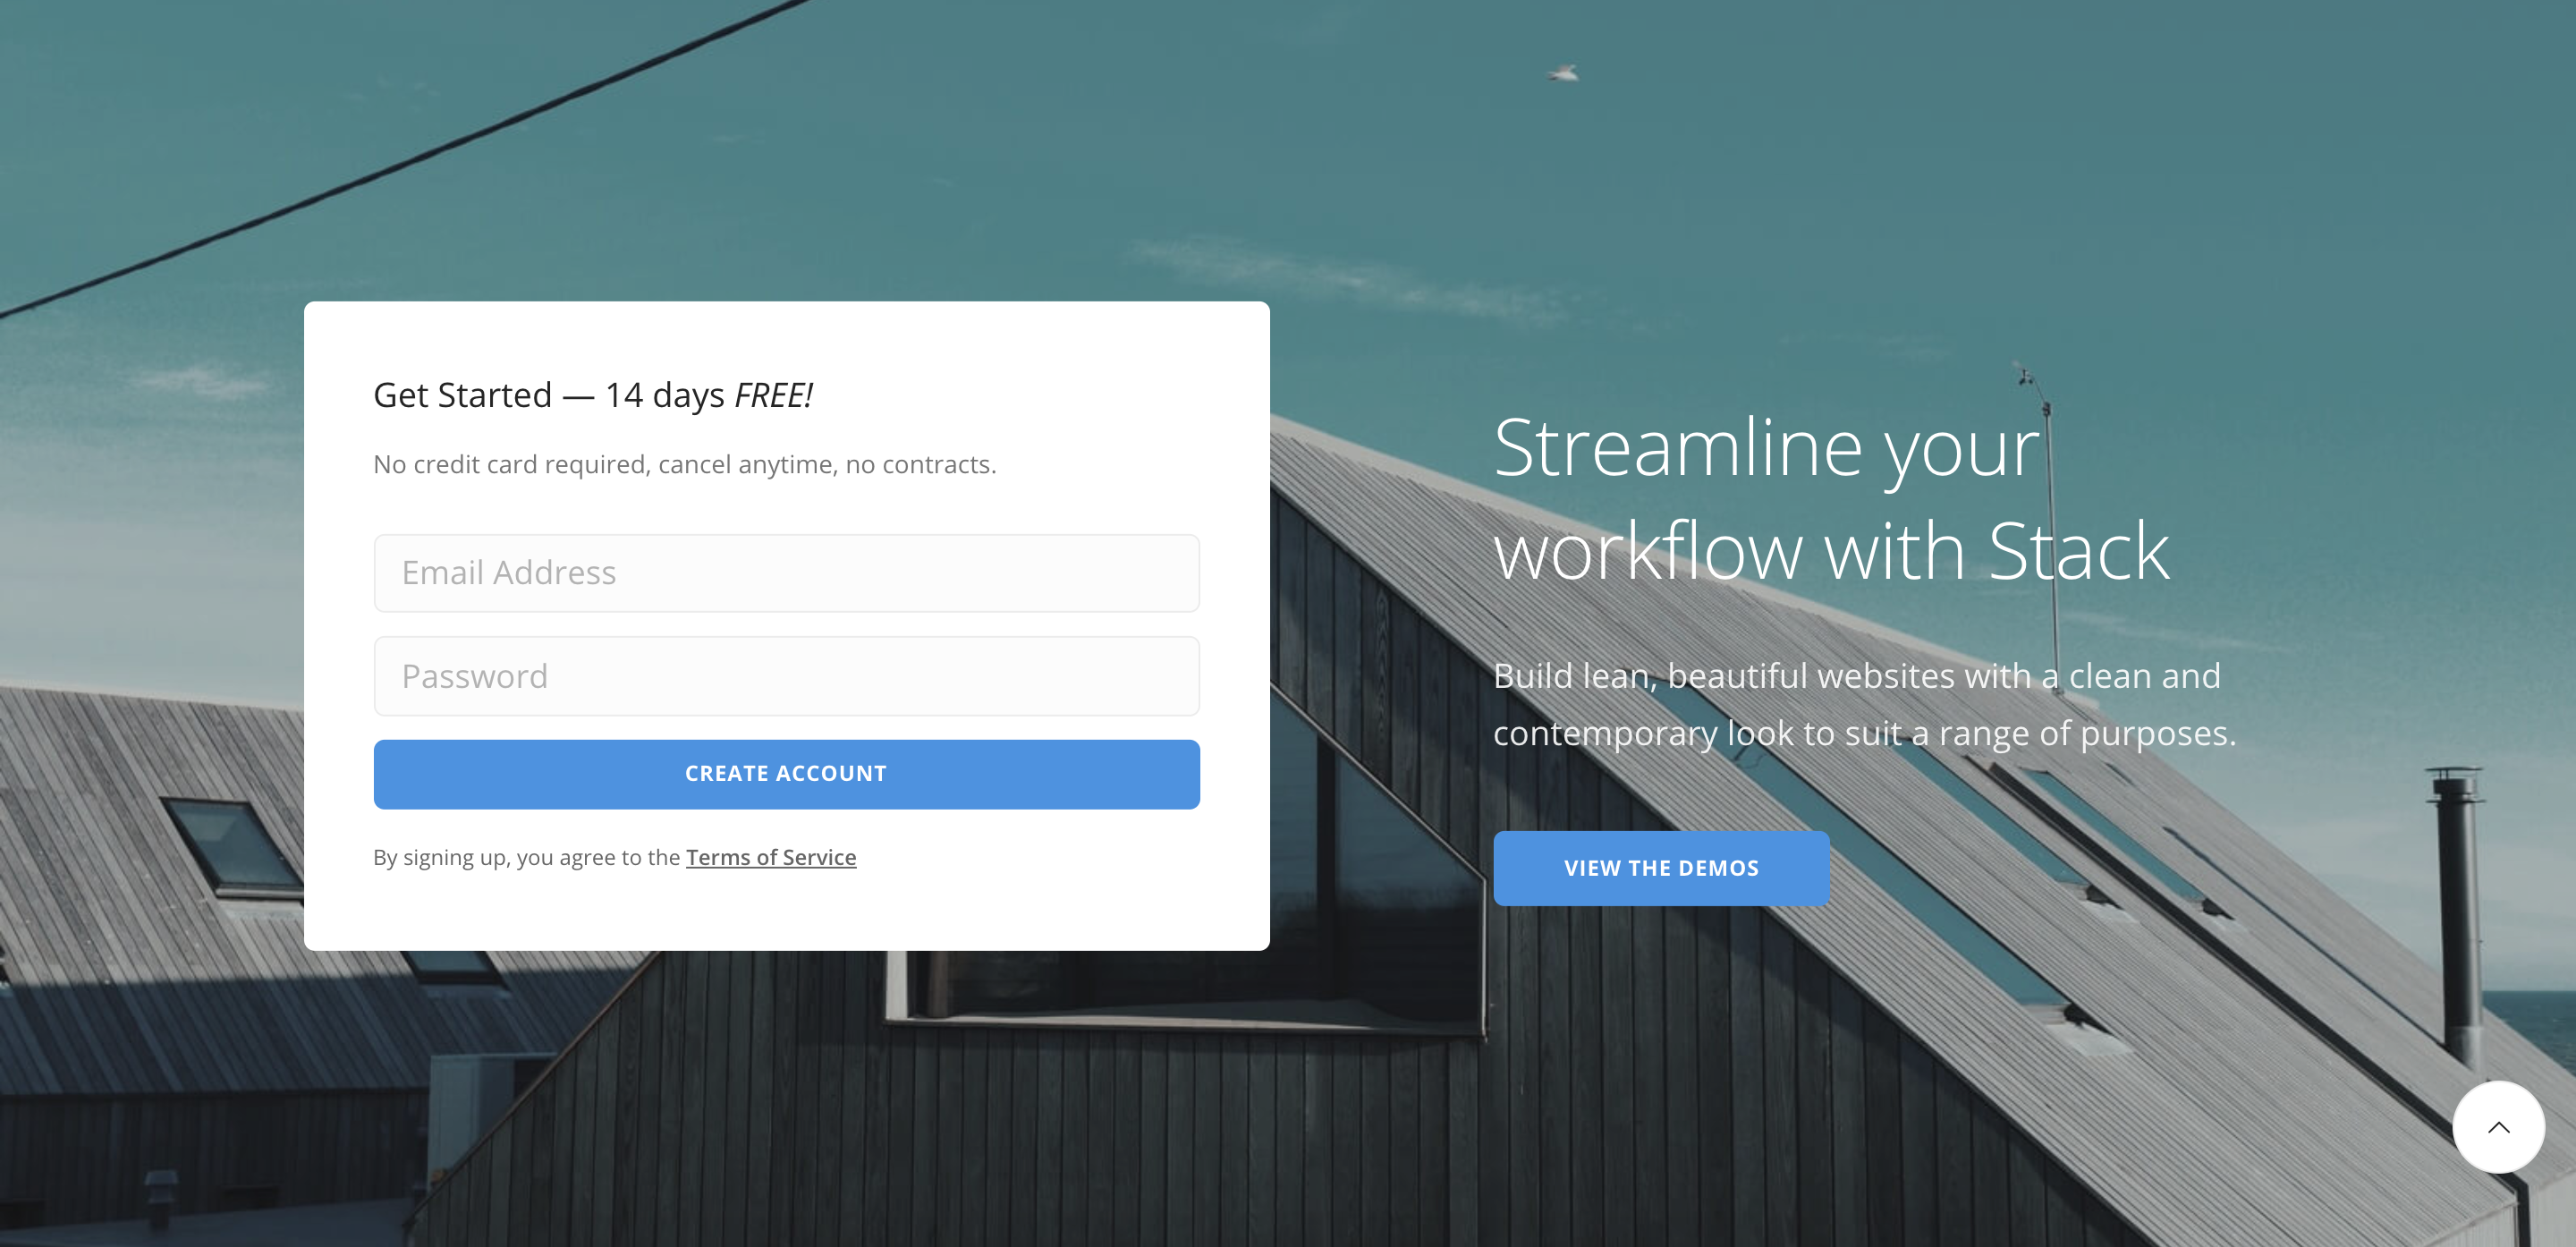 Get Started — 14 days FREE!
No credit card required, cancel anytime, no contracts.
Email Address
Password
CREATE ACCOUNT
By signing up, you agree to the Terms of Service
Streamline your
workflow with Stack
Build lean, beautiful websites with a clean and
contemporary look to suit a range of purposes.
VIEW THE DEMOS